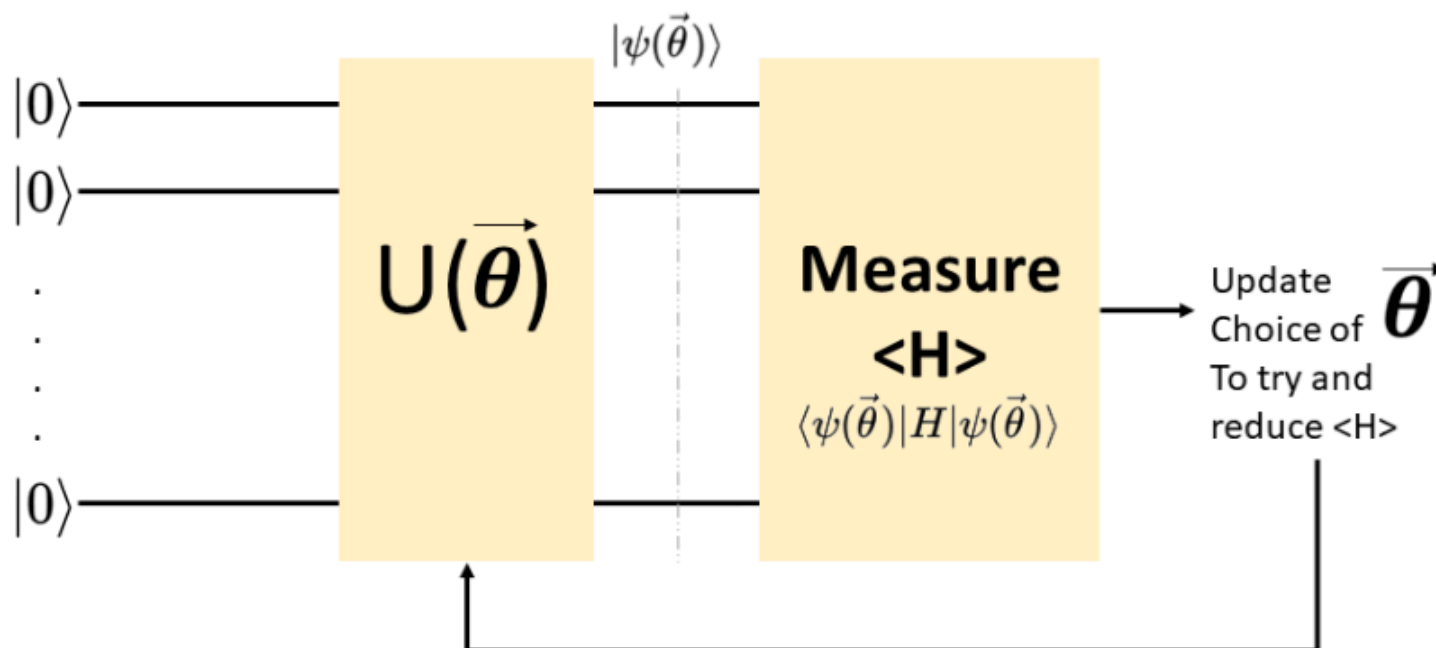 |ψ(θ⃗)⟩
|0⟩
|0⟩
U(θ⃗)
.
.
.
.
|0⟩
Measure
<H>
⟨ψ(θ⃗)|H|ψ(θ⃗)⟩
Update
Choice of θ⃗
To try and
reduce <H>